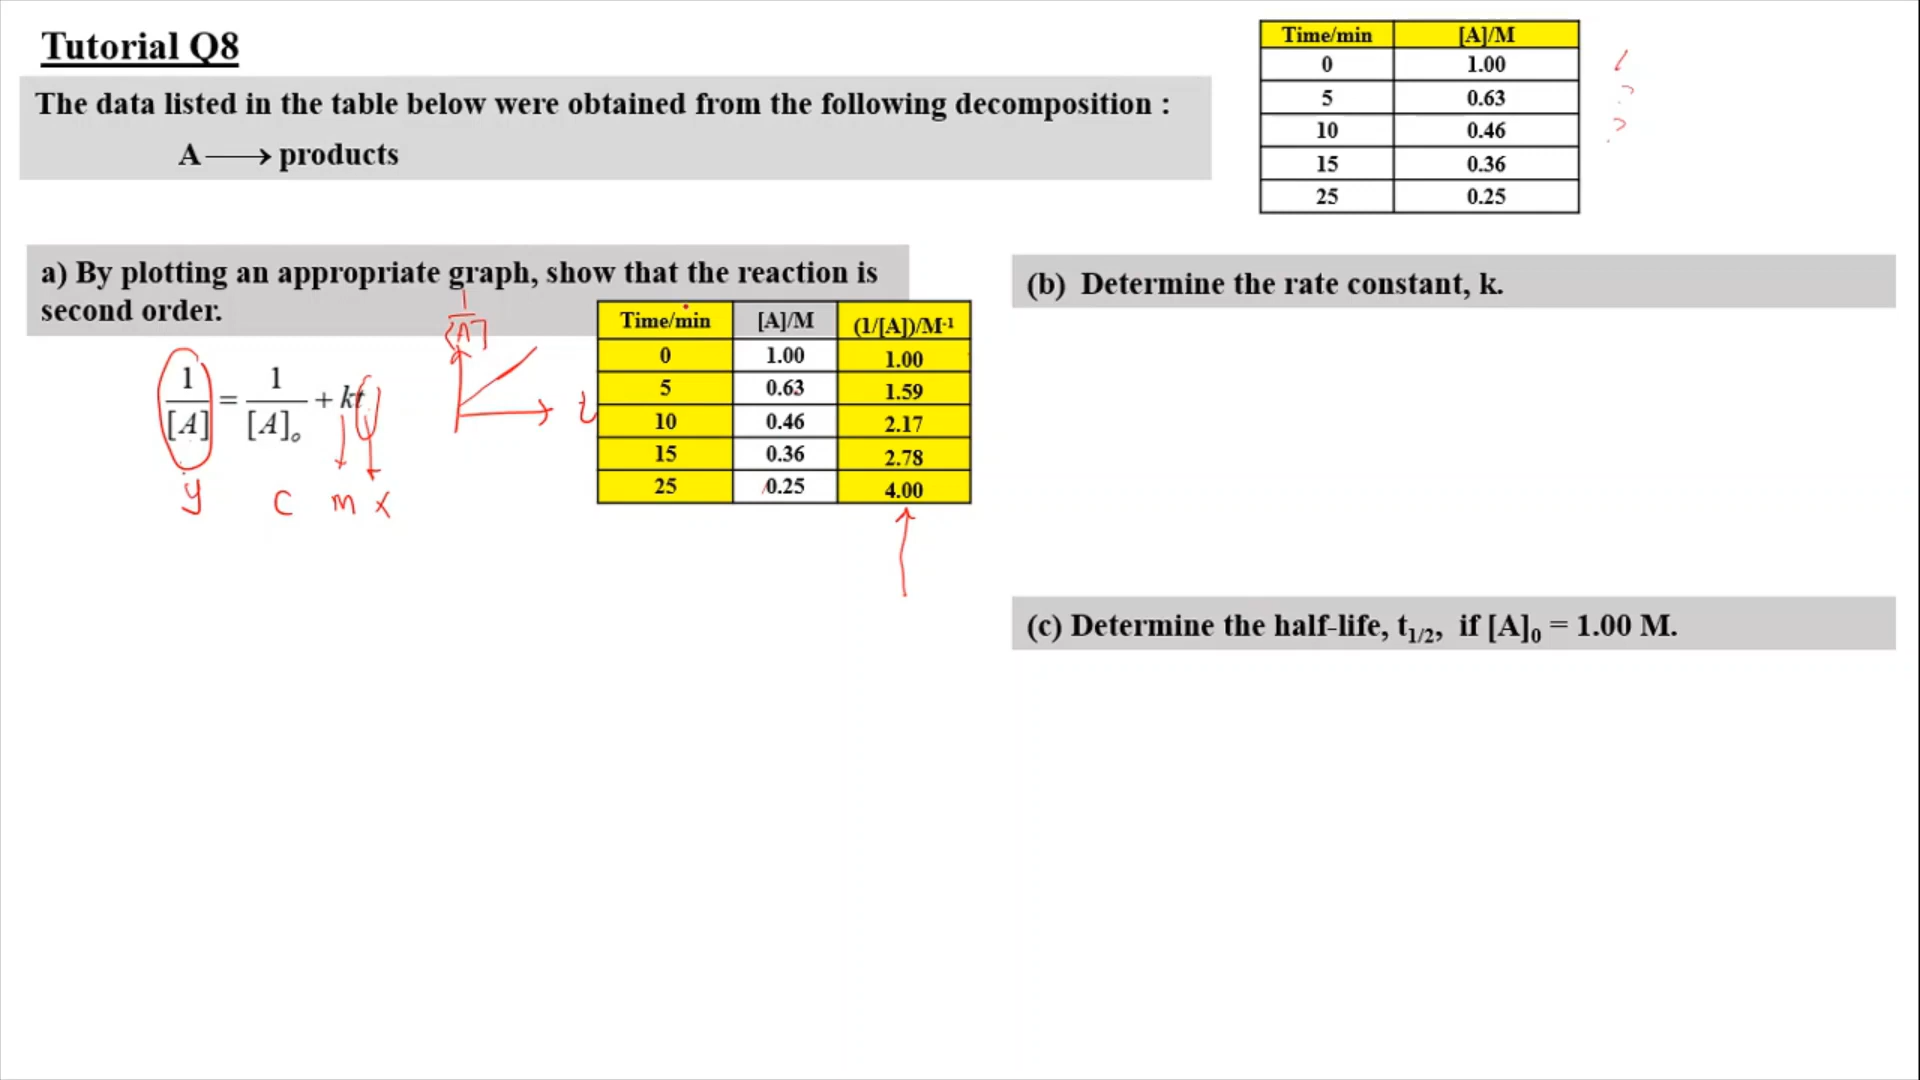 Tutorial Q8
The data listed in the table below were obtained from the following decomposition :
A ⟶ products
Time/min [A]/M
0 1.00
5 0.63
10 0.46
15 0.36
25 0.25
a) By plotting an appropriate graph, show that the reaction is
second order.
1/[A] = 1/[A]₀ + kt
y c m x
1/[A]
t
Time/min [A]/M (1/[A])/M⁻¹
0 1.00 1.00
5 0.63 1.59
10 0.46 2.17
15 0.36 2.78
25 0.25 4.00
(b) Determine the rate constant, k.
(c) Determine the half-life, t₁/₂, if [A]₀ = 1.00 M.